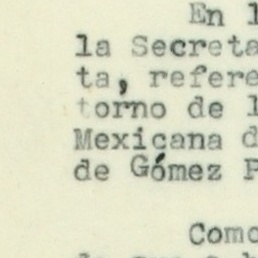 En l
la Secreta
ta, refere
torno de l
Mexicana d
de Gómez P
Como